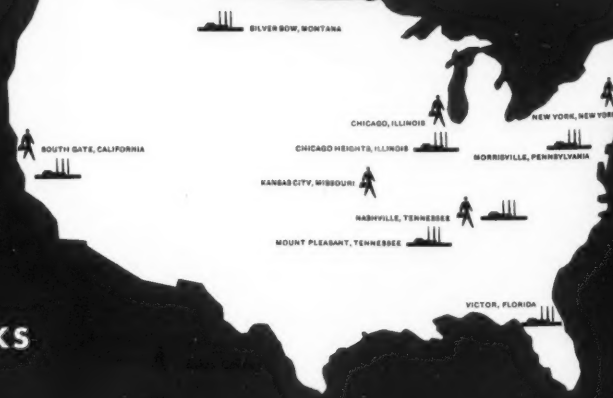 SILVER BOW, MONTANA
CHICAGO, ILLINOIS
NEW YORK, NEW YORK
SOUTH GATE, CALIFORNIA
CHICAGO HEIGHTS, ILLINOIS
MORRISVILLE, PENNSYLVANIA
KANSAS CITY, MISSOURI
NASHVILLE, TENNESSEE
MOUNT PLEASANT, TENNESSEE
VICTOR, FLORIDA
KS